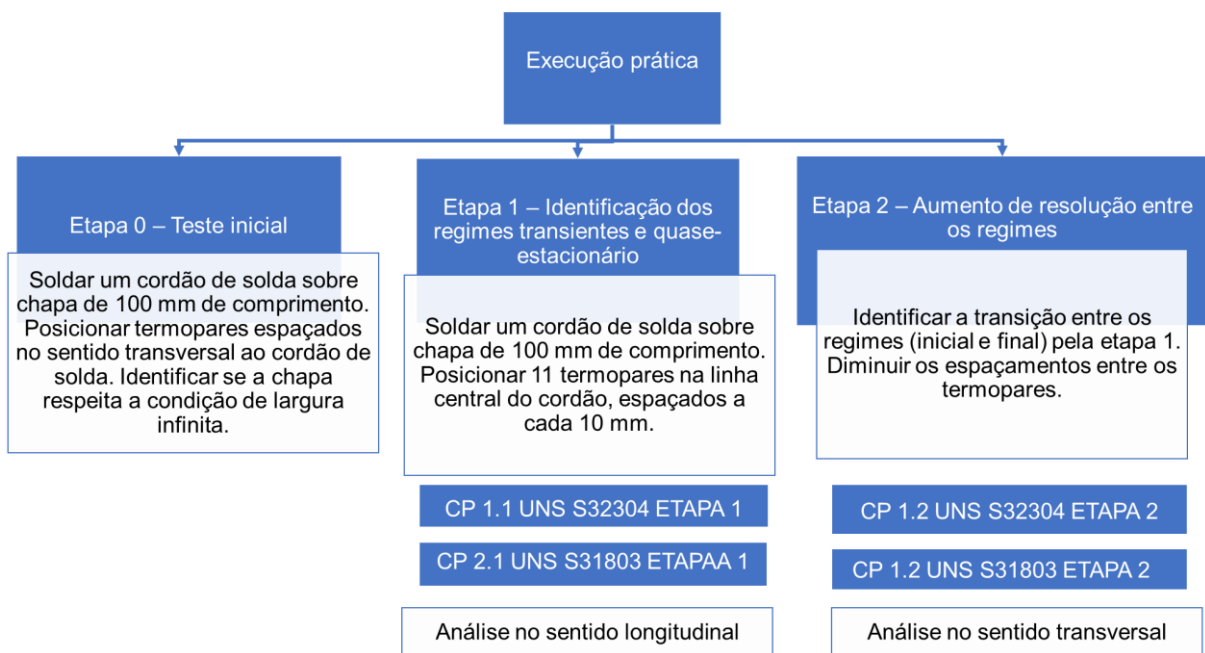 Execução prática
Etapa 0 – Teste inicial
Soldar um cordão de solda sobre
chapa de 100 mm de comprimento.
Posicionar termopares espaçados
no sentido transversal ao cordão de
solda. Identificar se a chapa
respeita a condição de largura
infinita.
Etapa 1 – Identificação dos
regimes transientes e quase-
estacionário
Soldar um cordão de solda sobre
chapa de 100 mm de comprimento.
Posicionar 11 termopares na linha
central do cordão, espaçados a
cada 10 mm.
CP 1.1 UNS S32304 ETAPA 1
CP 2.1 UNS S31803 ETAPAA 1
Análise no sentido longitudinal
Etapa 2 – Aumento de resolução entre
os regimes
Identificar a transição entre os
regimes (inicial e final) pela etapa 1.
Diminuir os espaçamentos entre os
termopares.
CP 1.2 UNS S32304 ETAPA 2
CP 1.2 UNS S31803 ETAPA 2
Análise no sentido transversal